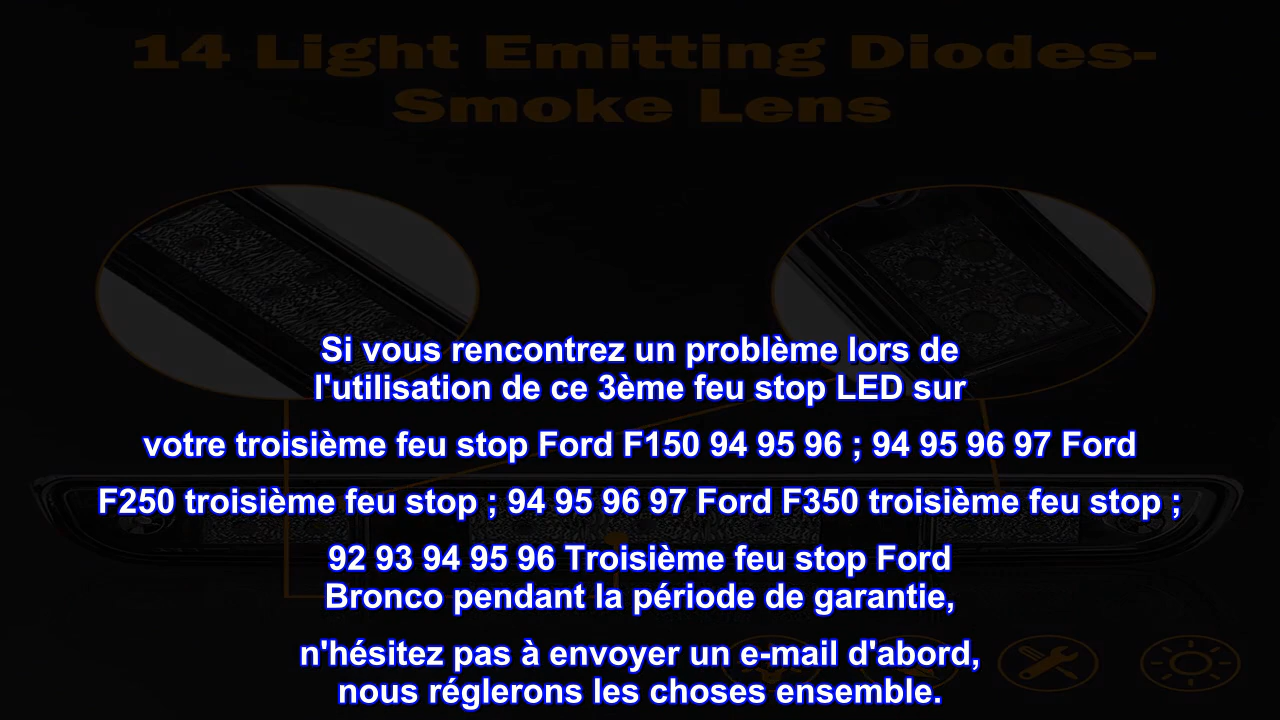 14 Light Emitting Diodes-
Smoke Lens
Si vous rencontrez un problème lors de
l'utilisation de ce 3ème feu stop LED sur
votre troisième feu stop Ford F150 94 95 96 ; 94 95 96 97 Ford
F250 troisième feu stop ; 94 95 96 97 Ford F350 troisième feu stop ;
92 93 94 95 96 Troisième feu stop Ford
Bronco pendant la période de garantie,
n'hésitez pas à envoyer un e-mail d'abord,
nous réglerons les choses ensemble.